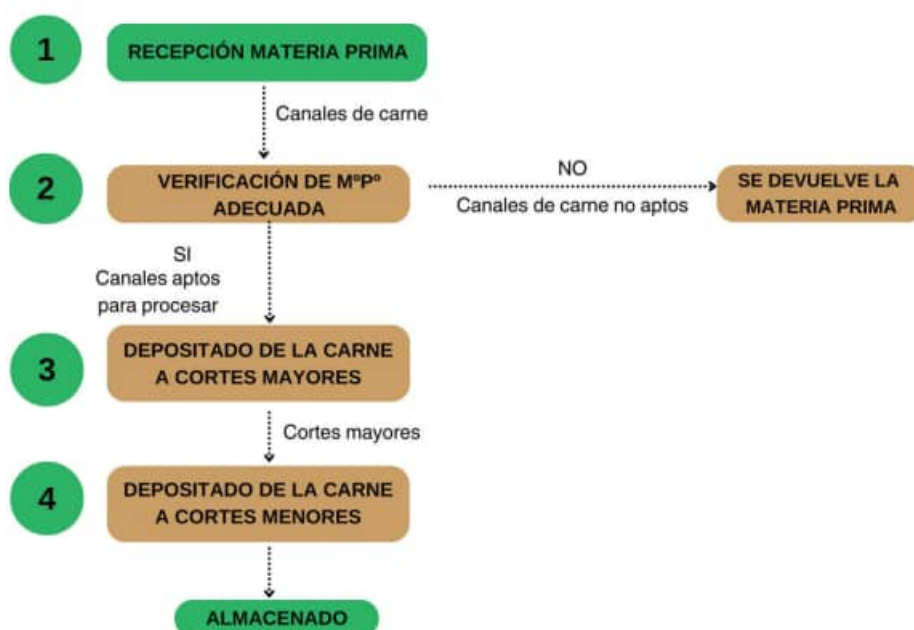 1
RECEPCIÓN MATERIA PRIMA
Canales de carne
2
VERIFICACIÓN DE MºPº
ADECUADA
NO
Canales de carne no aptos
SE DEVUELVE LA
MATERIA PRIMA
SI
Canales aptos
para procesar
3
DEPOSITADO DE LA CARNE
A CORTES MAYORES
Cortes mayores
4
DEPOSITADO DE LA CARNE
A CORTES MENORES
ALMACENADO